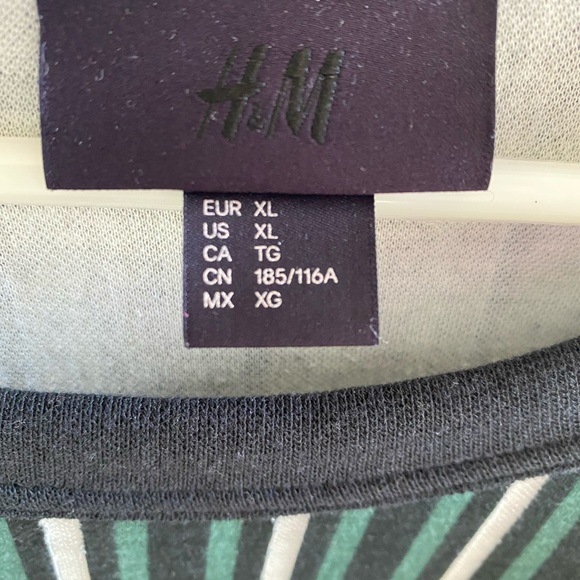 H&M
EUR XL
US XL
CA TG
CN 185/116A
MX XG